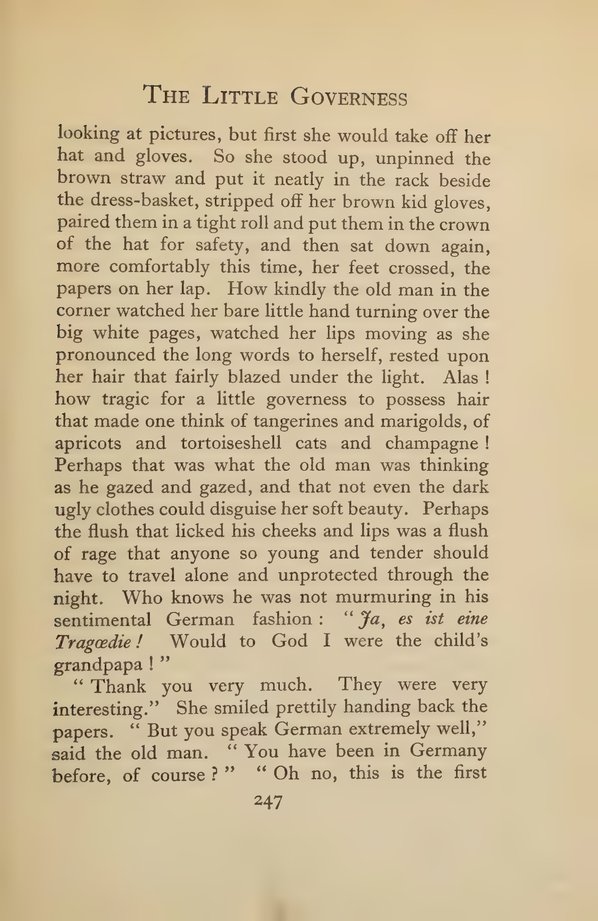 The Little Governess
looking at pictures, but first she would take off her
hat and gloves. So she stood up, unpinned the
brown straw and put it neatly in the rack beside
the dress-basket, stripped off her brown kid gloves,
paired them in a tight roll and put them in the crown
of the hat for safety, and then sat down again,
more comfortably this time, her feet crossed, the
papers on her lap. How kindly the old man in the
corner watched her bare little hand turning over the
big white pages, watched her lips moving as she
pronounced the long words to herself, rested upon
her hair that fairly blazed under the light. Alas !
how tragic for a little governess to possess hair
that made one think of tangerines and marigolds, of
apricots and tortoiseshell cats and champagne !
Perhaps that was what the old man was thinking
as he gazed and gazed, and that not even the dark
ugly clothes could disguise her soft beauty. Perhaps
the flush that licked his cheeks and lips was a flush
of rage that anyone so young and tender should
have to travel alone and unprotected through the
night. Who knows he was not murmuring in his
sentimental German fashion : “ Ja, es ist eine
Tragœdie ! Would to God I were the child’s
grandpapa ! ”
“ Thank you very much. They were very
interesting.” She smiled prettily handing back the
papers. “ But you speak German extremely well,”
said the old man. “ You have been in Germany
before, of course ? ” “ Oh no, this is the first
247